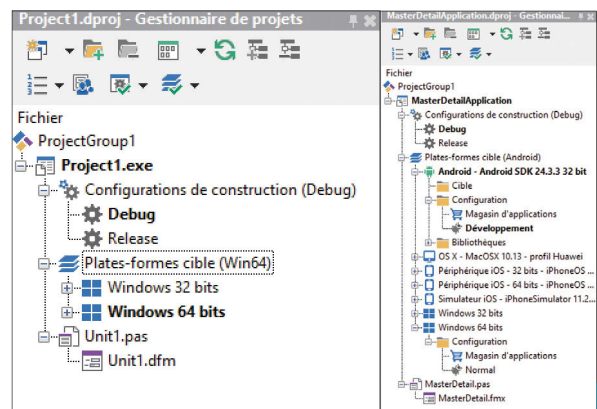 Project1.dproj - Gestionnaire de projets
Fichier
ProjectGroup1
Project1.exe
Configurations de construction (Debug)
Debug
Release
Plates-formes cible (Win64)
Windows 32 bits
Windows 64 bits
Unit1.pas
Unit1.dfm
MasterDetailApplication.dproj - Gestionnai...
Fichier
ProjectGroup1
MasterDetailApplication
Configurations de construction (Debug)
Debug
Release
Plates-formes cible (Android)
Android - Android SDK 24.3.3 32 bit
Cible
Configuration
Magasin d'applications
Développement
Bibliothèques
OS X - MacOSX 10.13 - profil Huawei
Périphérique iOS - 32 bits - iPhoneOS ...
Périphérique iOS - 64 bits - iPhoneOS ...
Simulateur iOS - iPhoneSimulator 11.2...
Windows 32 bits
Windows 64 bits
Configuration
Magasin d'applications
Normal
MasterDetail.pas
MasterDetail.fmx